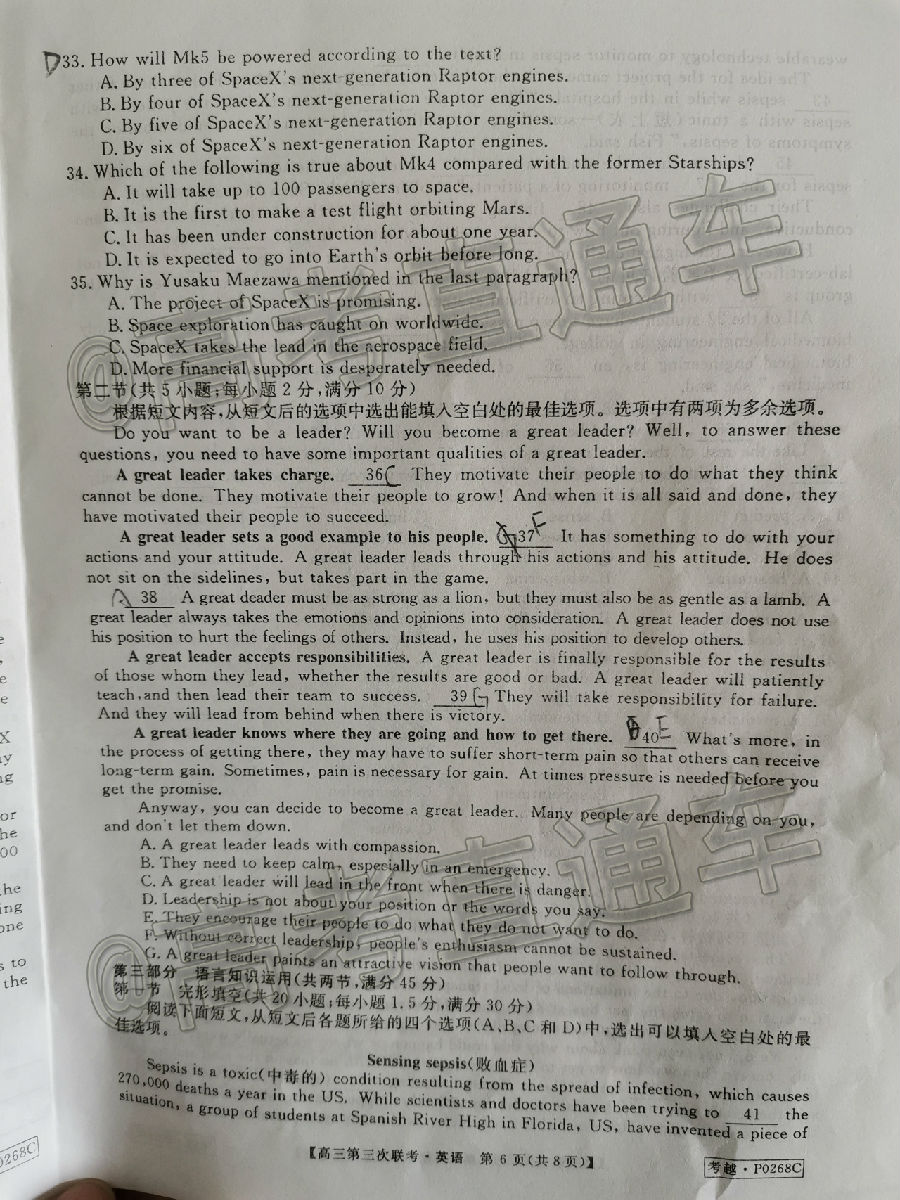 D33. How will Mk5 be powered according to the text?
A. By three of SpaceX's next-generation Raptor engines.
B. By four of SpaceX's next-generation Raptor engines.
C. By five of SpaceX's next-generation Raptor engines.
D. By six of SpaceX's next-generation Raptor engines.
34. Which of the following is true about Mk4 compared with the former Starships?
A. It will take up to 100 passengers to space.
B. It is the first to make a test flight orbiting Mars.
C. It has been under construction for about one year.
D. It is expected to go into Earth's orbit before long.
35. Why is Yusaku Maezawa mentioned in the last paragraph?
A. The project of SpaceX is promising.
B. Space exploration has caught on worldwide.
C. SpaceX takes the lead in the aerospace field.
D. More financial support is desperately needed.
@高考直通车
第二节(共5小题;每小题2分,满分10分)
根据短文内容,从短文后的选项中选出能填入空白处的最佳选项。选项中有两项为多余选项。
Do you want to be a leader? Will you become a great leader? Well, to answer these
questions, you need to have some important qualities of a great leader.
A great leader takes charge. 36 C They motivate their people to do what they think
cannot be done. They motivate their people to grow! And when it is all said and done, they
have motivated their people to succeed.
A great leader sets a good example to his people. 37 F It has something to do with your
actions and your attitude. A great leader leads through his actions and his attitude. He does
not sit on the sidelines, but takes part in the game.
A 38 A great deader must be as strong as a lion, but they must also be as gentle as a lamb. A
great leader always takes the emotions and opinions into consideration. A great leader does not use
his position to hurt the feelings of others. Instead, he uses his position to develop others.
A great leader accepts responsibilities. A great leader is finally responsible for the results
of those whom they lead, whether the results are good or bad. A great leader will patiently
teach,and then lead their team to success. 39 G They will take responsibility for failure.
And they will lead from behind when there is victory.
A great leader knows where they are going and how to get there. 40 E What's more, in
the process of getting there, they may have to suffer short-term pain so that others can receive
long-term gain. Sometimes, pain is necessary for gain. At times pressure is needed before you
get the promise.
Anyway, you can decide to become a great leader. Many people are depending on you,
and don't let them down.
A. A great leader leads with compassion.
B. They need to keep calm, especially in an emergency.
C. A great leader will lead in the front when there is danger.
D. Leadership is not about your position or the words you say.
E. They encourage their people to do what they do not want to do.
F. Without correct leadership, people's enthusiasm cannot be sustained.
G. A great leader paints an attractive vision that people want to follow through.
@高考直通车
第三部分 语言知识运用(共两节,满分45分)
第一节 完形填空(共20小题;每小题1.5分,满分30分)
阅读下面短文,从短文后各题所给的四个选项(A、B、C和D)中,选出可以填入空白处的最
佳选项。
Sensing sepsis(败血症)
Sepsis is a toxic(中毒的) condition resulting from the spread of infection, which causes
270,000 deaths a year in the US. While scientists and doctors have been trying to 41 the
situation, a group of students at Spanish River High in Florida, US, have invented a piece of
【高三第三次联考·英语 第6页(共8页)】
考越·P0268C